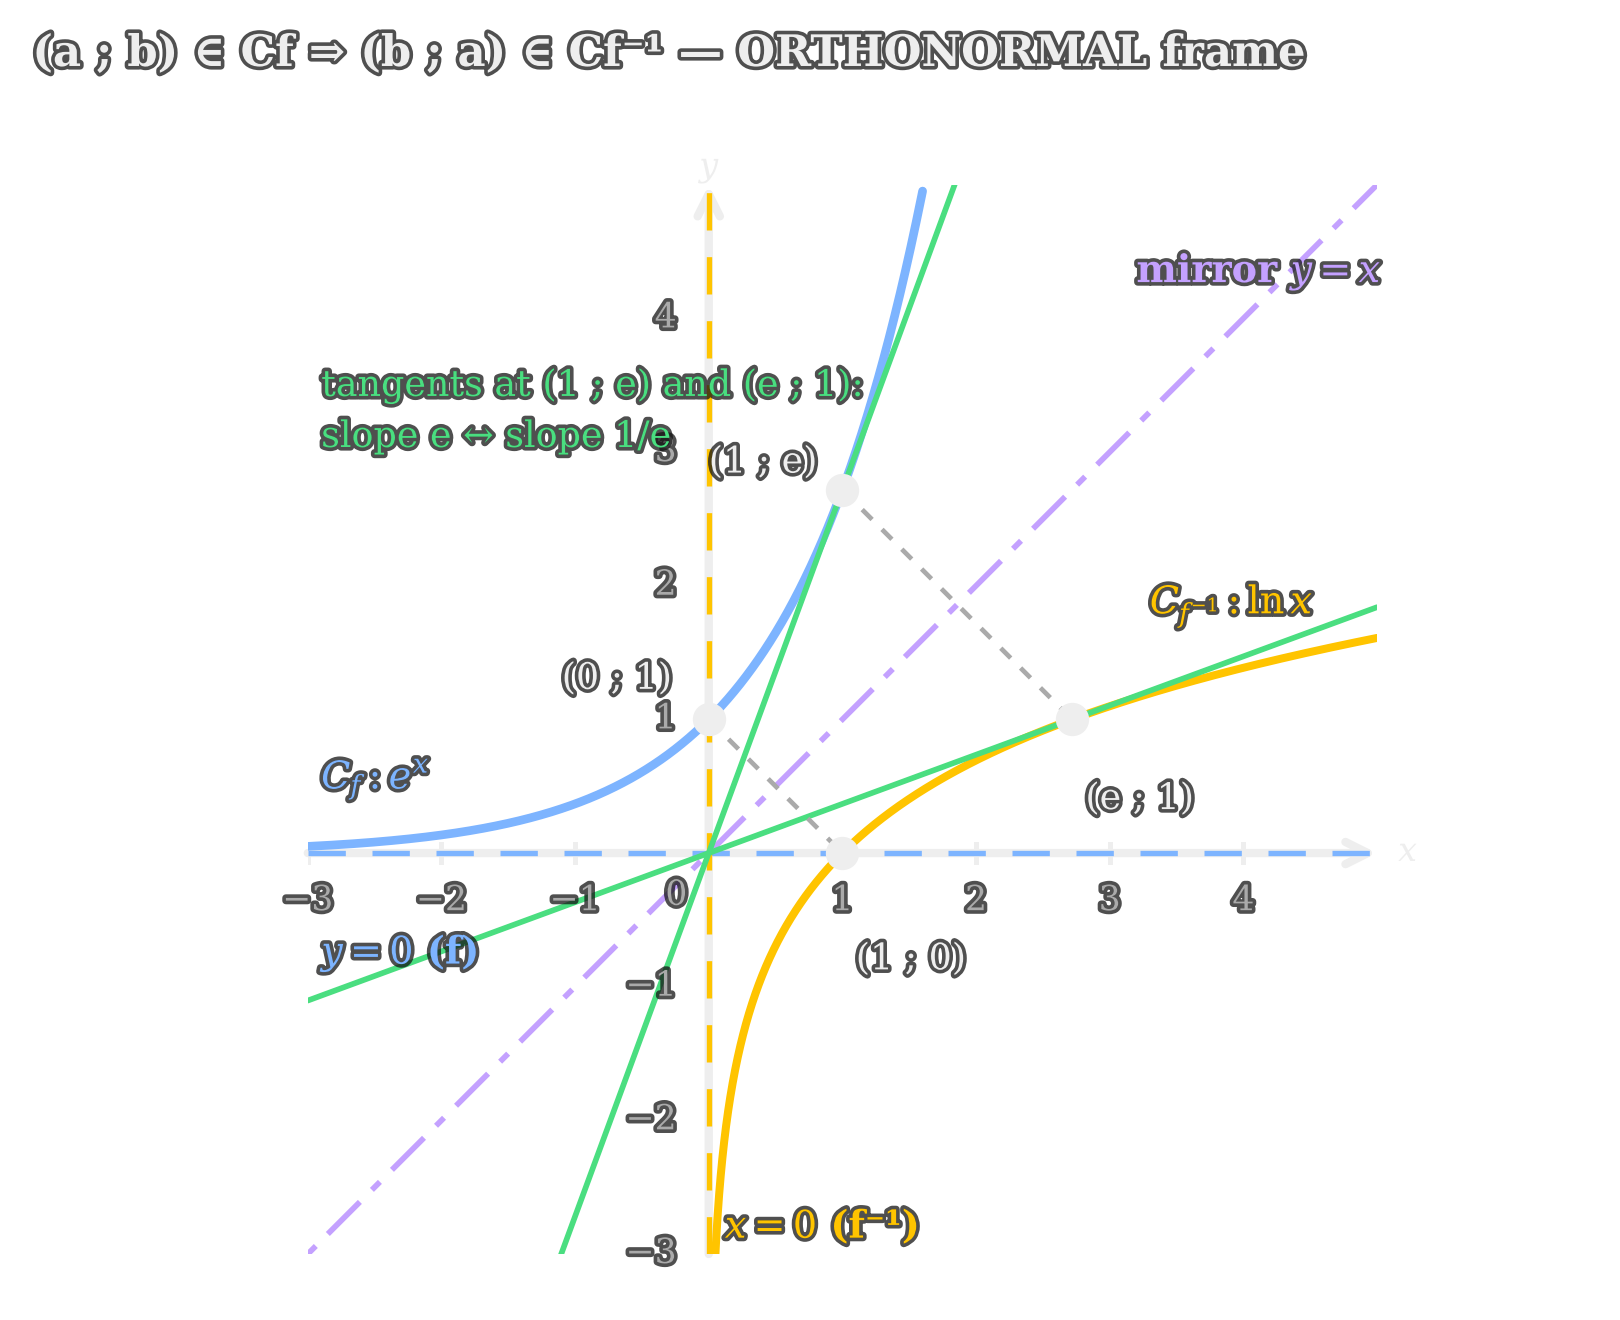 (a ; b) ∈ Cf ⇒ (b ; a) ∈ Cf⁻¹ — ORTHONORMAL frame
y
mirror y = x
4
tangents at (1 ; e) and (e ; 1):
slope e ↔ slope 1/e
3
(1 ; e)
2
C_{f⁻¹} : ln x
(0 ; 1)
1
C_f : eˣ
(e ; 1)
x
−3 −2 −1 0 1 2 3 4
y = 0 (f)
(1 ; 0)
−1
−2
x = 0 (f⁻¹)
−3